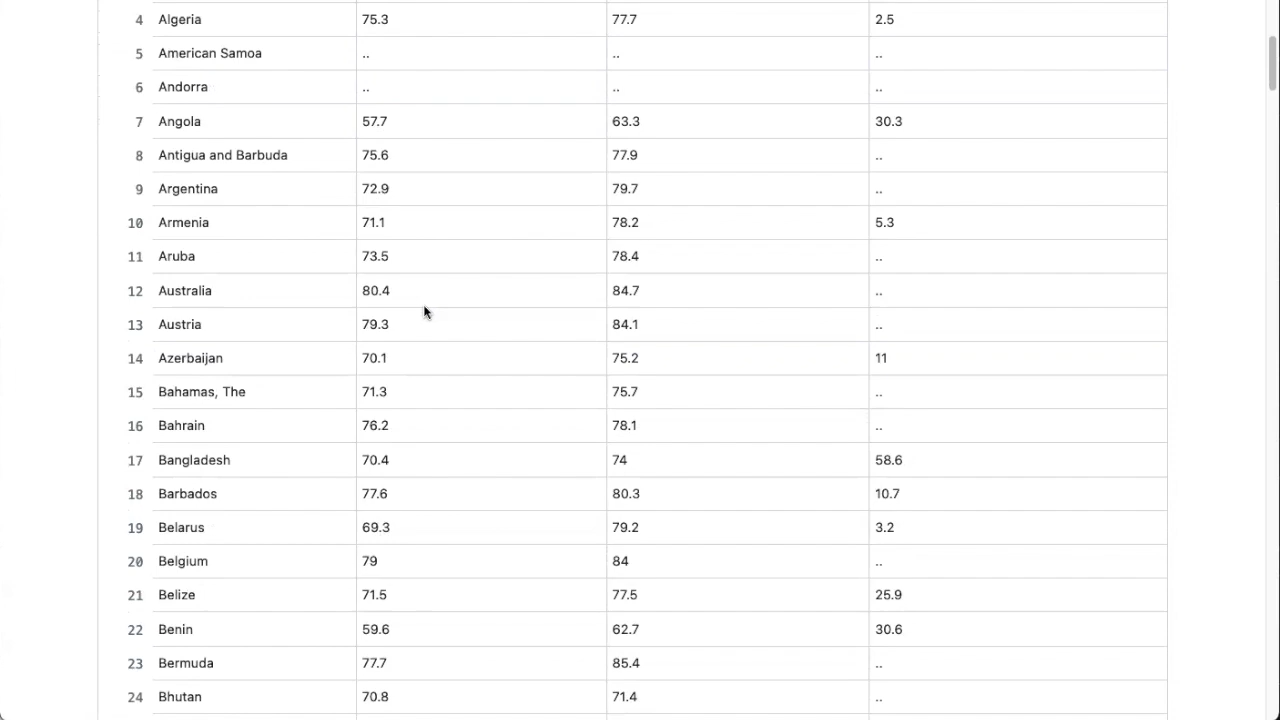 4 Algeria 75.3 77.7 2.5
5 American Samoa .. .. ..
6 Andorra .. .. ..
7 Angola 57.7 63.3 30.3
8 Antigua and Barbuda 75.6 77.9 ..
9 Argentina 72.9 79.7 ..
10 Armenia 71.1 78.2 5.3
11 Aruba 73.5 78.4 ..
12 Australia 80.4 84.7 ..
13 Austria 79.3 84.1 ..
14 Azerbaijan 70.1 75.2 11
15 Bahamas, The 71.3 75.7 ..
16 Bahrain 76.2 78.1 ..
17 Bangladesh 70.4 74 58.6
18 Barbados 77.6 80.3 10.7
19 Belarus 69.3 79.2 3.2
20 Belgium 79 84 ..
21 Belize 71.5 77.5 25.9
22 Benin 59.6 62.7 30.6
23 Bermuda 77.7 85.4 ..
24 Bhutan 70.8 71.4 ..